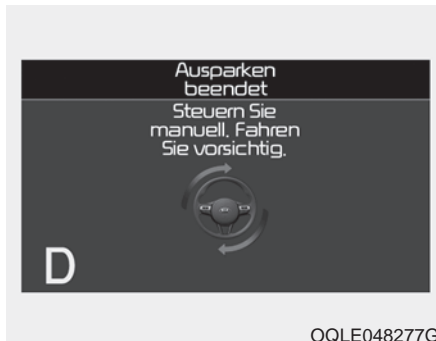 Ausparken
beendet
Steuern Sie
manuell. Fahren
Sie vorsichtig.
D
OQLE048277G